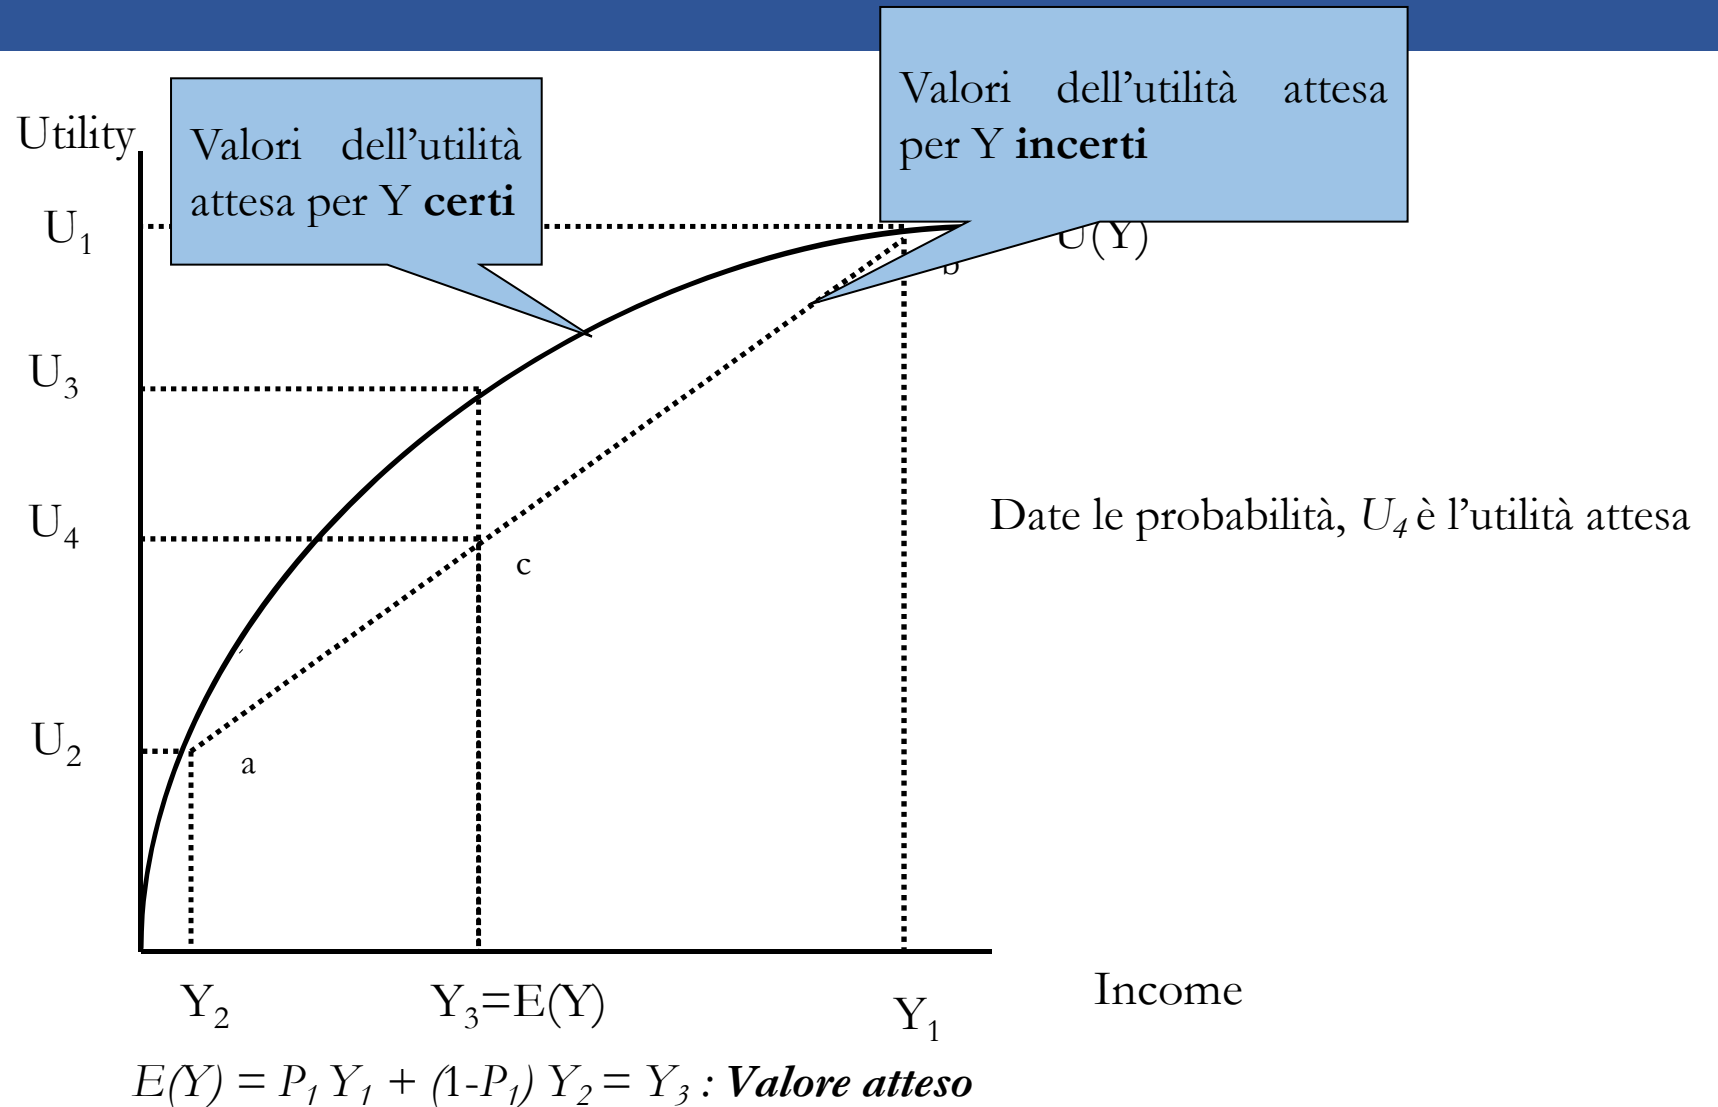 Valori dell’utilità attesa
per Y incerti
Utility
Valori dell’utilità
attesa per Y certi
U1
U(Y)
b
U3
U4
Date le probabilità, U4 è l’utilità attesa
c
U2
a
Y2
Y3=E(Y)
Y1
Income
E(Y) = P1 Y1 + (1-P1) Y2 = Y3 : Valore atteso